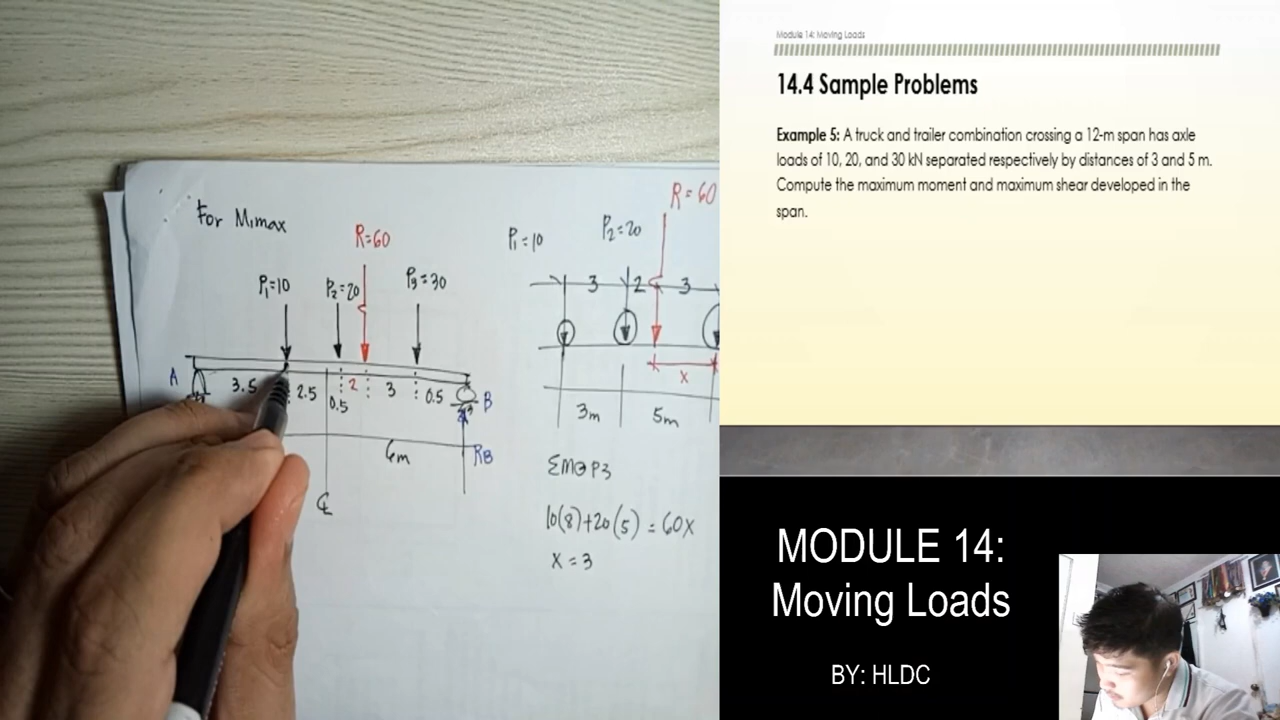 For M1max
R=60
P1=10
P2=20
P3=30
A
3.5
2.5
0.5
2
3
0.5
B
6m
RB
℄
R=60
P1=10
P2=20
3
2
3
x
3m
5m
ΣM@P3
10(8)+20(5) = 60x
x = 3
Module 14: Moving Loads
14.4 Sample Problems
Example 5: A truck and trailer combination crossing a 12-m span has axle
loads of 10, 20, and 30 kN separated respectively by distances of 3 and 5 m.
Compute the maximum moment and maximum shear developed in the
span.
MODULE 14:
Moving Loads
BY: HLDC